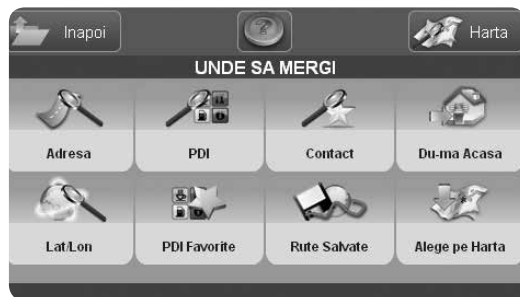 Inapoi Harta
UNDE SA MERGI
Adresa PDI Contact Du-ma Acasa
Lat/Lon PDI Favorite Rute Salvate Alege pe Harta